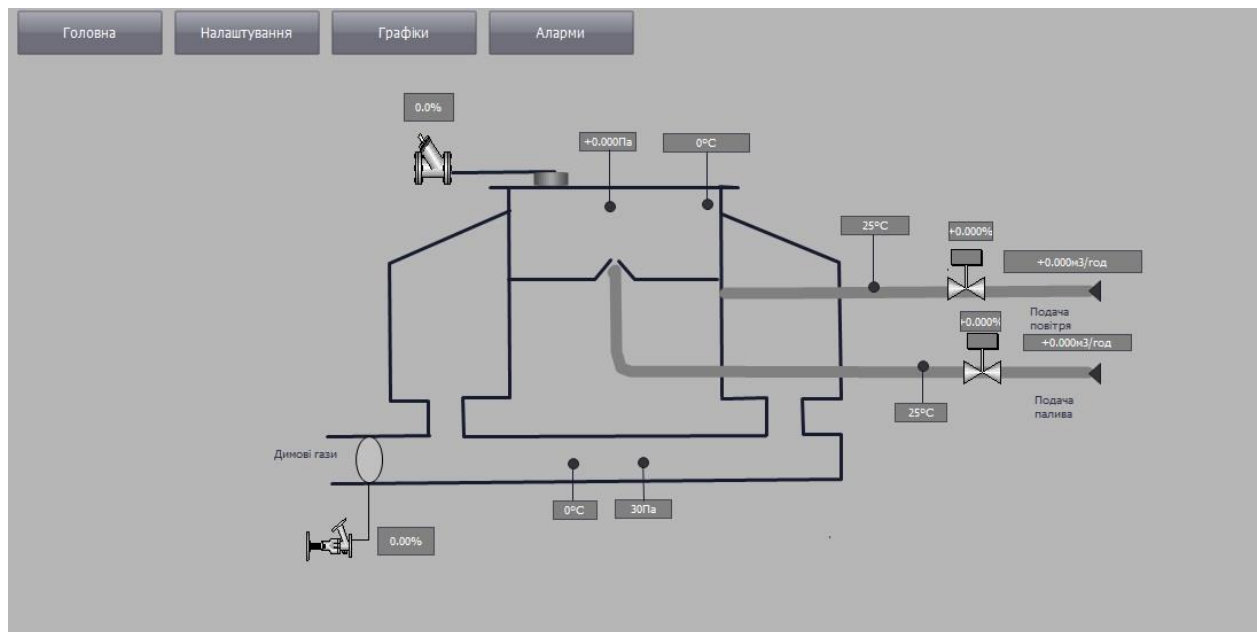 Головна
Налаштування
Графіки
Аларми
0.0%
+0.000Па
0°C
25°C
+0.000%
+0.000м3/год
Подача
повітря
+0.000%
+0.000м3/год
25°C
Подача
палива
Димові гази
0°C
30Па
0.00%